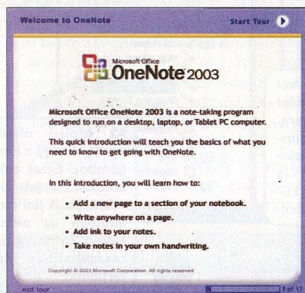 Welcome to OneNote
Start Tour
Microsoft Office
OneNote 2003
Microsoft Office OneNote 2003 is a note-taking program
designed to run on a desktop, laptop, or Tablet PC computer.
This quick introduction will teach you the basics of what you
need to know to get going with OneNote.
In this introduction, you will learn how to:
• Add a new page to a section of your notebook.
• Write anywhere on a page.
• Add ink to your notes.
• Take notes in your own handwriting.
Copyright © 2003 Microsoft Corporation. All rights reserved
exit tour
1 of 11